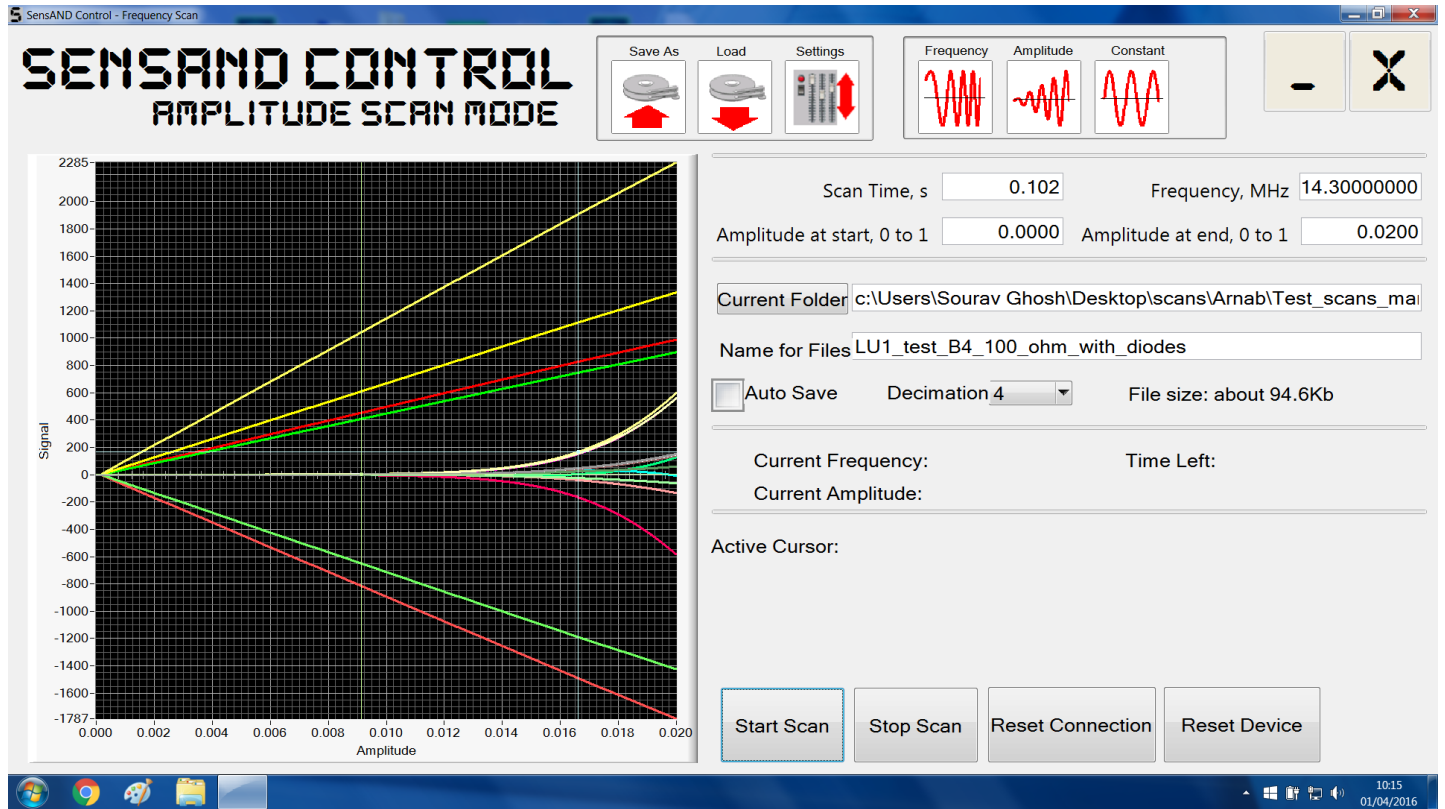 SensAND Control - Frequency Scan
SENSAND CONTROL
AMPLITUDE SCAN MODE
Save As Load Settings
Frequency Amplitude Constant
Scan Time, s 0.102 Frequency, MHz 14.30000000
Amplitude at start, 0 to 1 0.0000 Amplitude at end, 0 to 1 0.0200
Current Folder c:\Users\Sourav Ghosh\Desktop\scans\Arnab\Test_scans_mar
Name for Files LU1_test_B4_100_ohm_with_diodes
Auto Save Decimation 4 File size: about 94.6Kb
Current Frequency: Time Left:
Current Amplitude:
Active Cursor:
Start Scan Stop Scan Reset Connection Reset Device
Signal
2285
2000
1800
1600
1400
1200
1000
800
600
400
200
0
-200
-400
-600
-800
-1000
-1200
-1400
-1600
-1787
0.000 0.002 0.004 0.006 0.008 0.010 0.012 0.014 0.016 0.018 0.020
Amplitude
10:15
01/04/2016